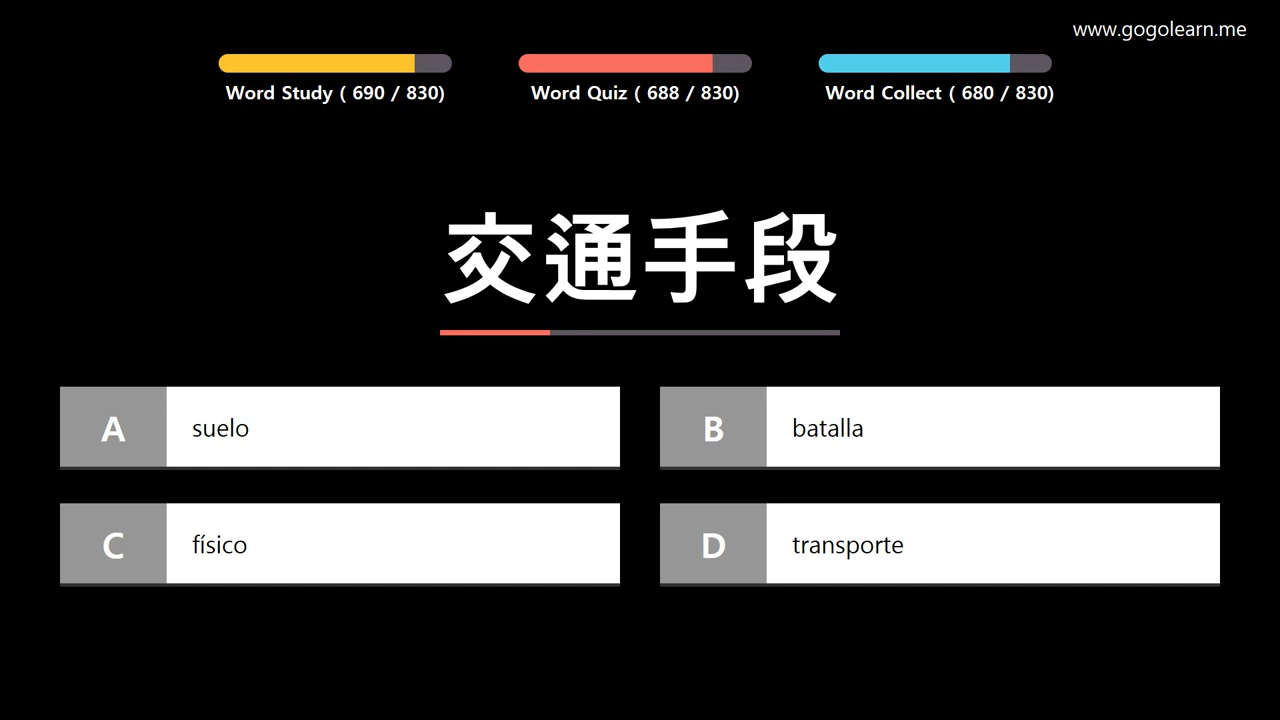 www.gogolearn.me
Word Study ( 690 / 830)
Word Quiz ( 688 / 830)
Word Collect ( 680 / 830)
交通手段
A
suelo
B
batalla
C
físico
D
transporte